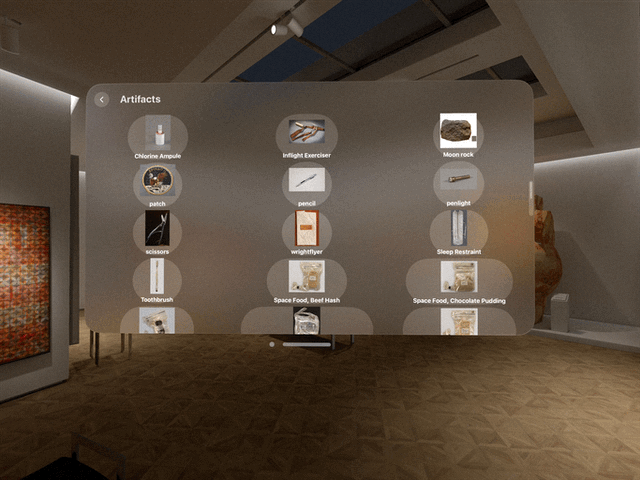 Artifacts
Chlorine Ampule
Inflight Exerciser
Moon rock
patch
pencil
penlight
scissors
wrightflyer
Sleep Restraint
Toothbrush
Space Food, Beef Hash
Space Food, Chocolate Pudding